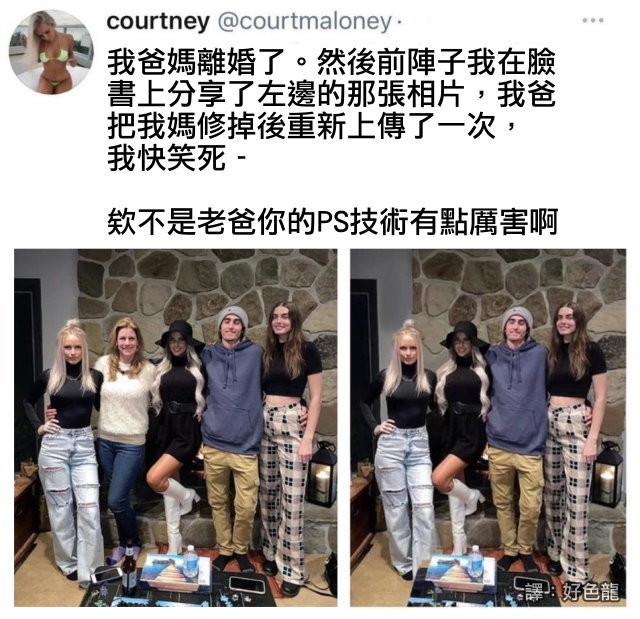 courtney @courtmaloney ·
我爸媽離婚了。然後前陣子我在臉
書上分享了左邊的那張相片，我爸
把我媽修掉後重新上傳了一次，
我快笑死 -
欸不是老爸你的PS技術有點厲害啊
譯：好色龍